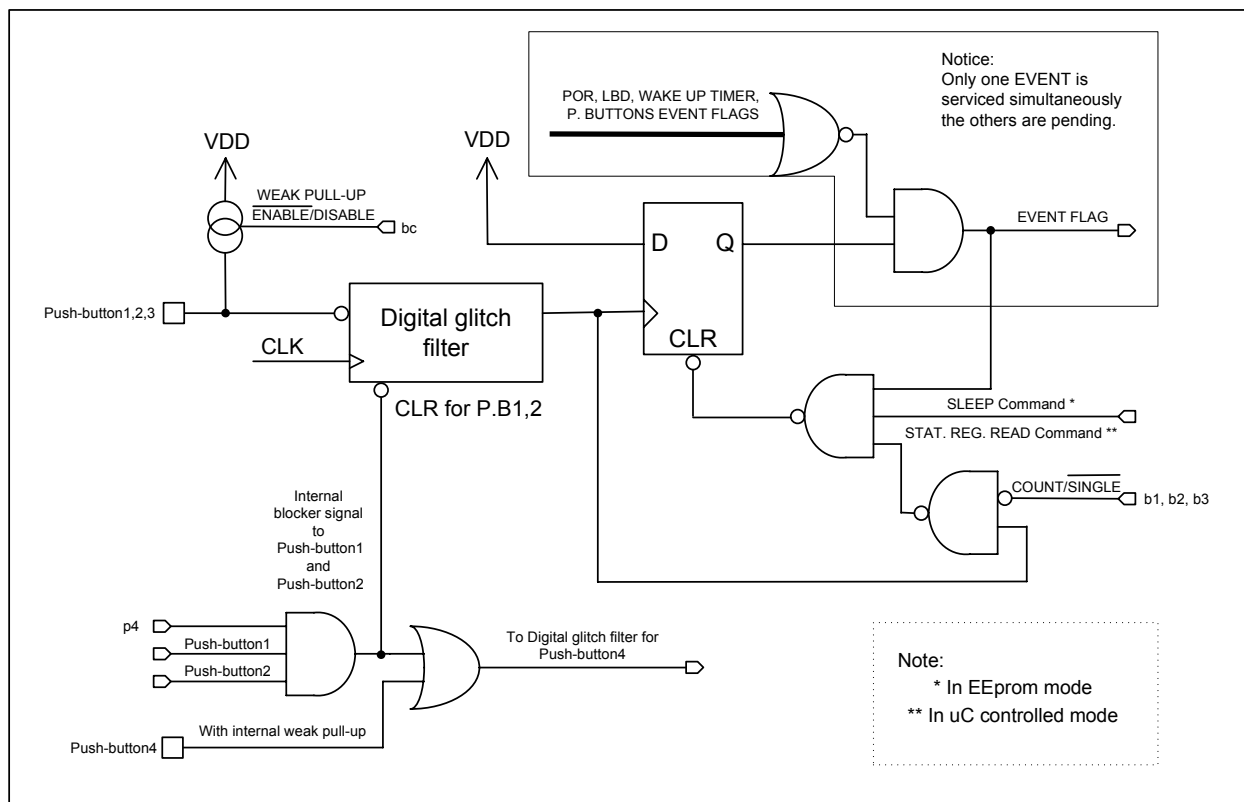 Notice:
Only one EVENT is
serviced simultaneously
the others are pending.
POR, LBD, WAKE UP TIMER,
P. BUTTONS EVENT FLAGS
VDD
VDD
WEAK PULL-UP
ENABLE/DISABLE
bc
EVENT FLAG
D
Q
CLR
Push-button1,2,3
Digital glitch
filter
CLK
CLR for P.B1,2
SLEEP Command *
STAT. REG. READ Command **
COUNT/SINGLE
b1, b2, b3
Internal
blocker signal
to
Push-button1
and
Push-button2
p4
Push-button1
Push-button2
To Digital glitch filter for
Push-button4
With internal weak pull-up
Push-button4
Note:
* In EEprom mode
** In uC controlled mode